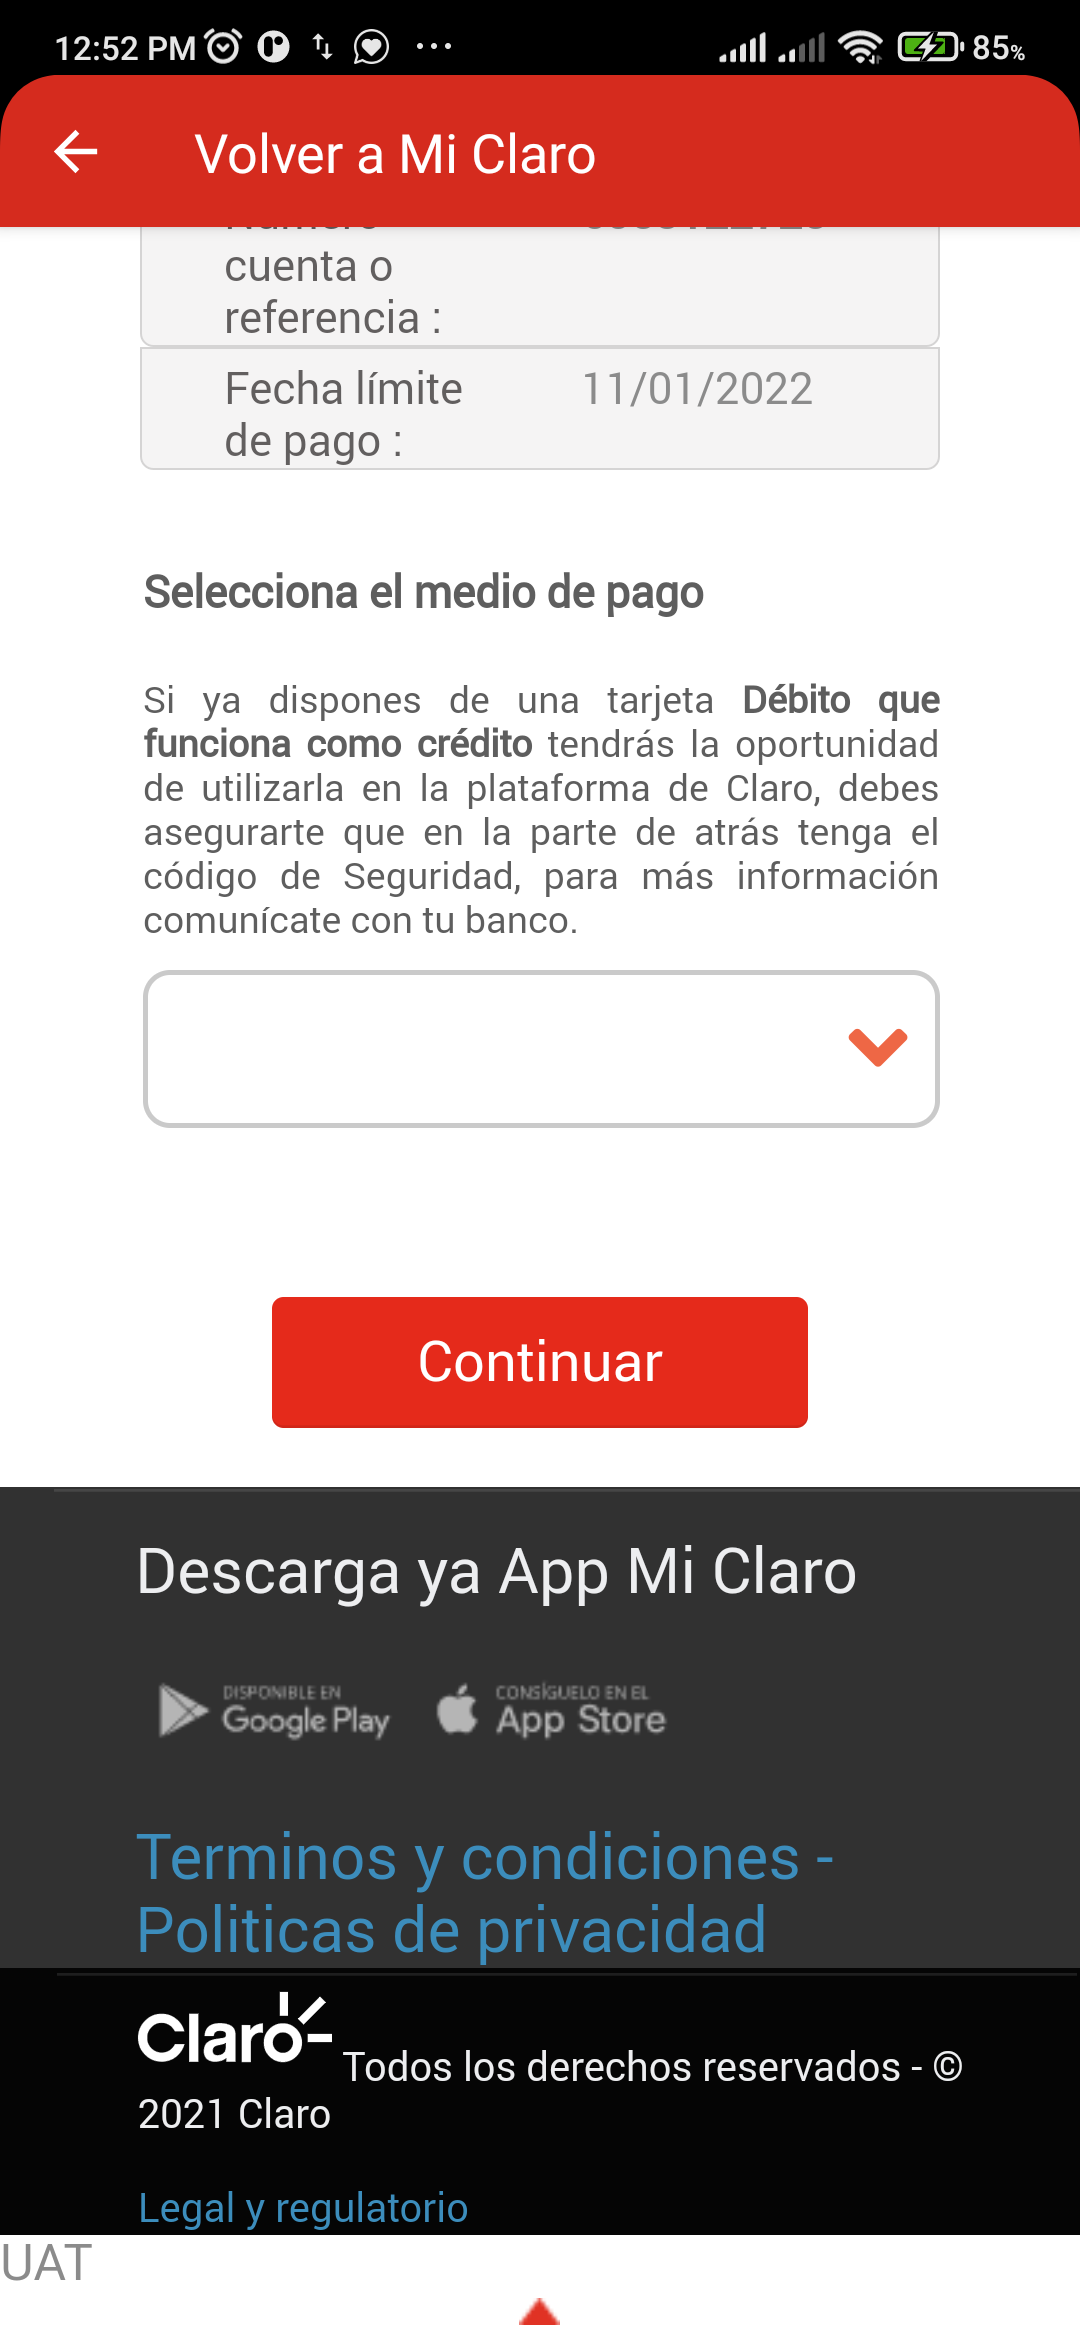 12:52 PM
85%
Volver a Mi Claro
cuenta o
referencia :
Fecha límite 11/01/2022
de pago :
Selecciona el medio de pago
Si ya dispones de una tarjeta Débito que
funciona como crédito tendrás la oportunidad
de utilizarla en la plataforma de Claro, debes
asegurarte que en la parte de atrás tenga el
código de Seguridad, para más información
comunícate con tu banco.
Continuar
Descarga ya App Mi Claro
DISPONIBLE EN
Google Play
CONSÍGUELO EN EL
App Store
Terminos y condiciones -
Politicas de privacidad
Claro
Todos los derechos reservados - ©
2021 Claro
Legal y regulatorio
UAT